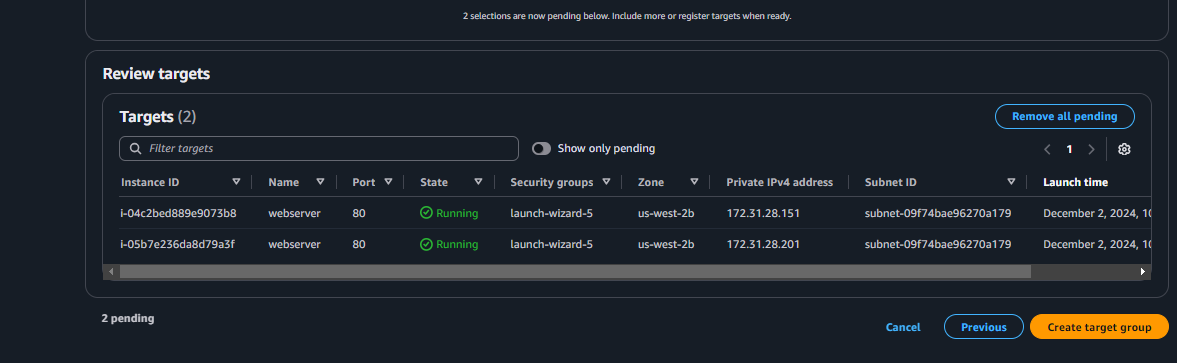 2 selections are now pending below. Include more or register targets when ready.
Review targets
Targets (2)
Remove all pending
Filter targets
Show only pending
1
Instance ID Name Port State Security groups Zone Private IPv4 address Subnet ID Launch time
i-04c2bed889e9073b8 webserver 80 Running launch-wizard-5 us-west-2b 172.31.28.151 subnet-09f74bae96270a179 December 2, 2024, 10
i-05b7e236da8d79a3f webserver 80 Running launch-wizard-5 us-west-2b 172.31.28.201 subnet-09f74bae96270a179 December 2, 2024, 10
2 pending
Cancel
Previous
Create target group